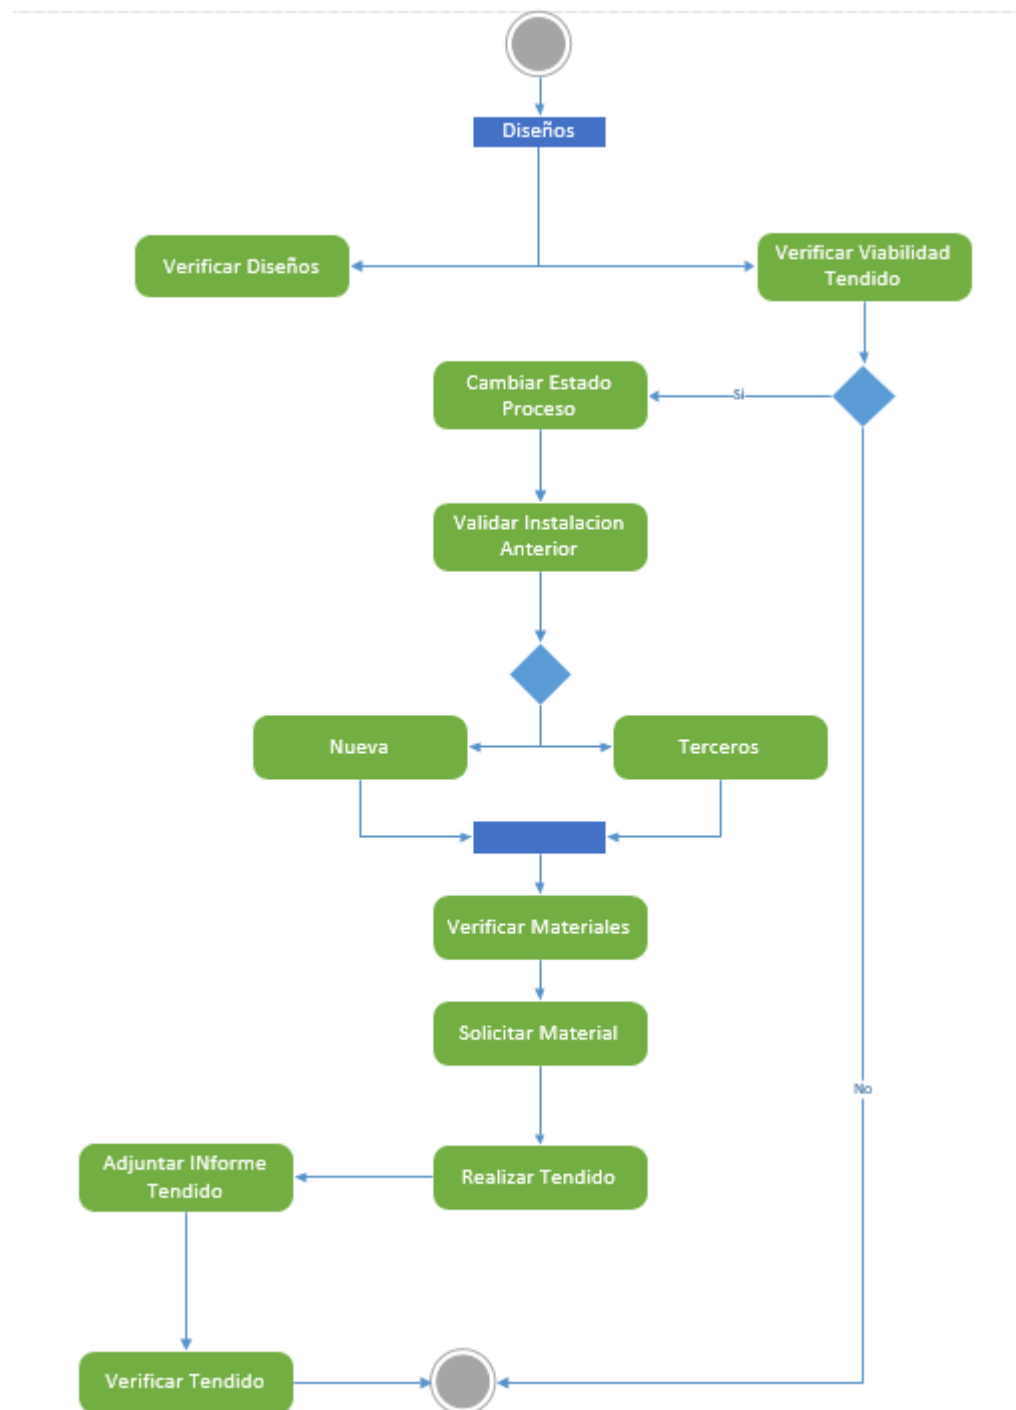 Diseños
Verificar Diseños
Verificar Viabilidad
Tendido
Cambiar Estado
Proceso
Si
Validar Instalacion
Anterior
Nueva
Terceros
Verificar Materiales
Solicitar Material
No
Adjuntar INforme
Tendido
Realizar Tendido
Verificar Tendido